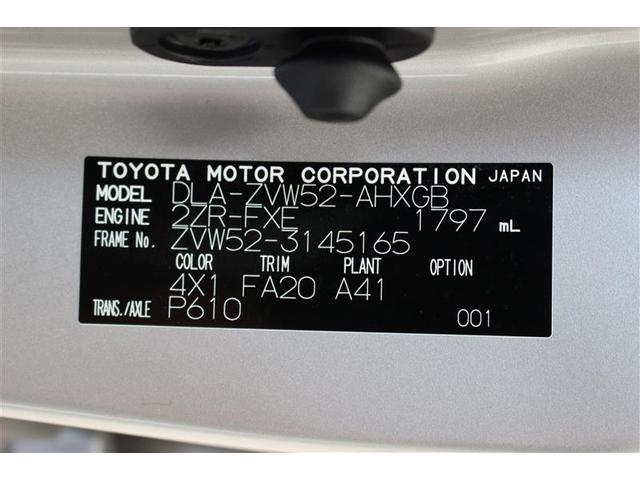 TOYOTA MOTOR CORPORATION JAPAN
MODEL DLA-ZVW52-AHXGB
ENGINE 2ZR-FXE 1797 mL
FRAME No. ZVW52-3145165
COLOR TRIM PLANT OPTION
4X1 FA20 A41
TRANS./AXLE P610 001